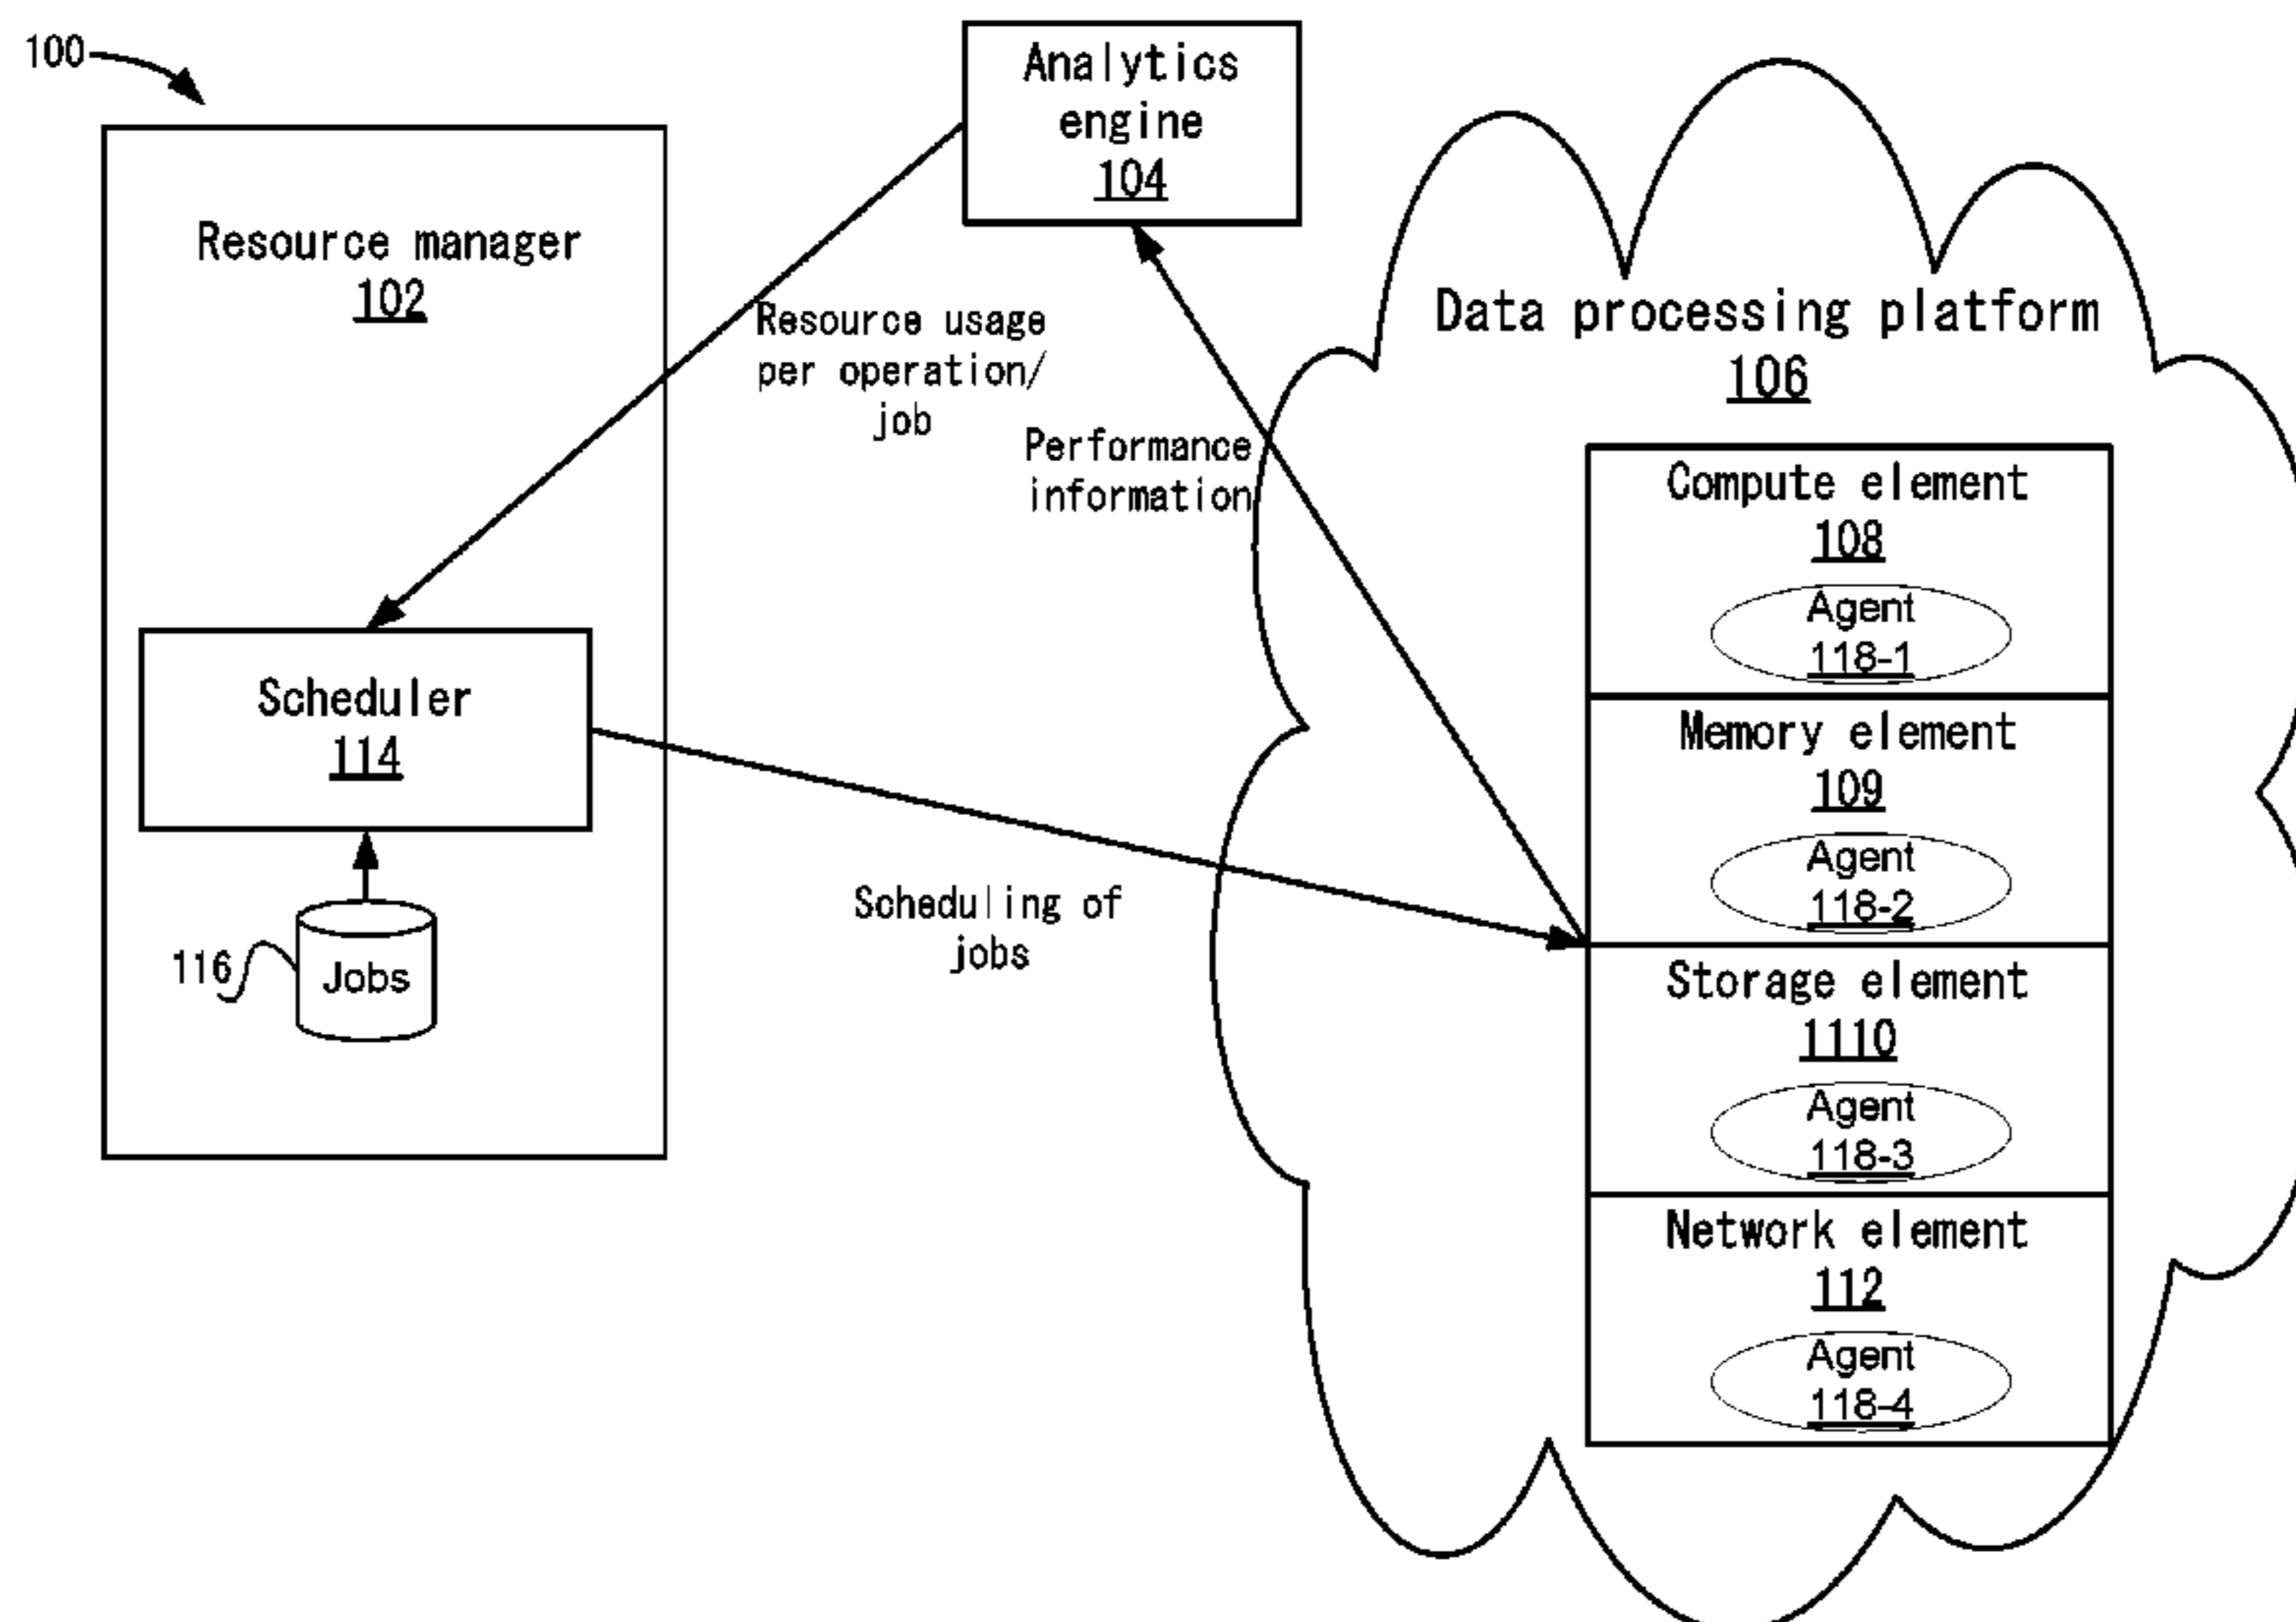 100
Resource manager
102
Scheduler
114
116
Jobs
Analytics
engine
104
Resource usage
per operation/
job
Performance
information
Scheduling of
jobs
Data processing platform
106
Compute element
108
Agent
118-1
Memory element
109
Agent
118-2
Storage element
1110
Agent
118-3
Network element
112
Agent
118-4